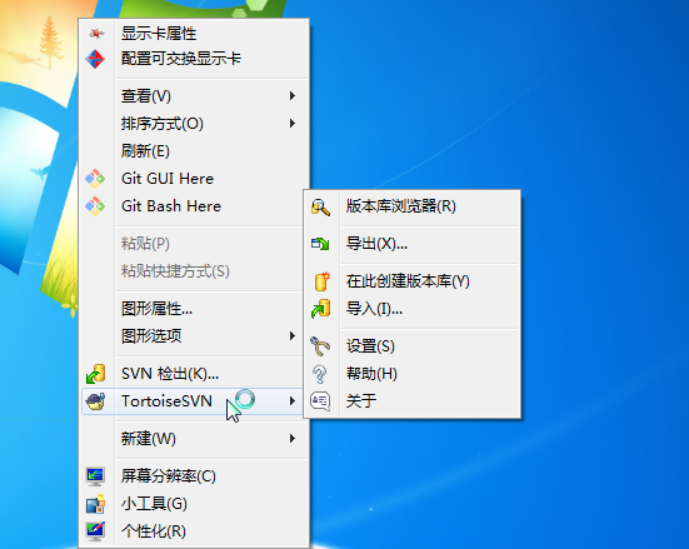 显示卡属性
配置可交换显示卡
查看(V)
排序方式(O)
刷新(E)
Git GUI Here
Git Bash Here
粘贴(P)
粘贴快捷方式(S)
图形属性...
图形选项
SVN 检出(K)...
TortoiseSVN
新建(W)
屏幕分辨率(C)
小工具(G)
个性化(R)
版本库浏览器(R)
导出(X)...
在此创建版本库(Y)
导入(I)...
设置(S)
帮助(H)
关于